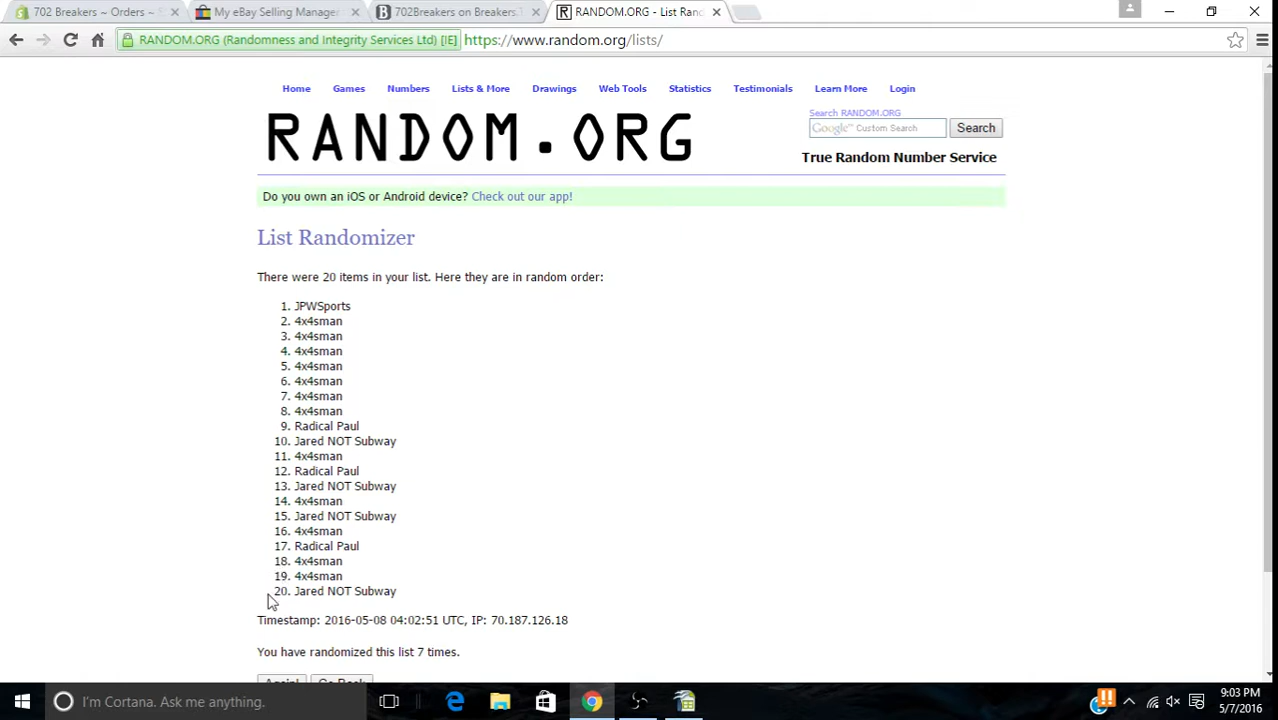 702 Breakers ~ Orders ~ S
My eBay Selling Manager
702Breakers on Breakers.T
RANDOM.ORG - List Rand
RANDOM.ORG (Randomness and Integrity Services Ltd) [IE]
https://www.random.org/lists/
Home Games Numbers Lists & More Drawings Web Tools Statistics Testimonials Learn More Login
Search RANDOM.ORG
RANDOM.ORG
Google™ Custom Search
Search
True Random Number Service
Do you own an iOS or Android device? Check out our app!
List Randomizer
There were 20 items in your list. Here they are in random order:
1. JPWSports
2. 4x4sman
3. 4x4sman
4. 4x4sman
5. 4x4sman
6. 4x4sman
7. 4x4sman
8. 4x4sman
9. Radical Paul
10. Jared NOT Subway
11. 4x4sman
12. Radical Paul
13. Jared NOT Subway
14. 4x4sman
15. Jared NOT Subway
16. 4x4sman
17. Radical Paul
18. 4x4sman
19. 4x4sman
20. Jared NOT Subway
Timestamp: 2016-05-08 04:02:51 UTC, IP: 70.187.126.18
You have randomized this list 7 times.
Again! Go Back
I'm Cortana. Ask me anything.
9:03 PM
5/7/2016